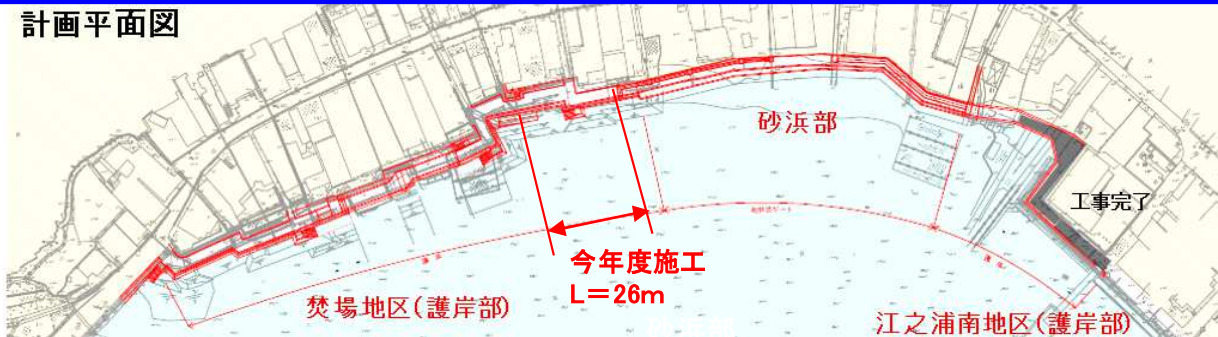 計画平面図
砂浜部
工事完了
今年度施工
L=26m
焚場地区(護岸部)
江之浦南地区(護岸部)